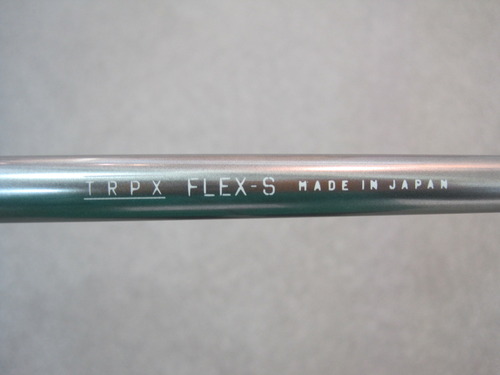 TRPX FLEX-S MADE IN JAPAN